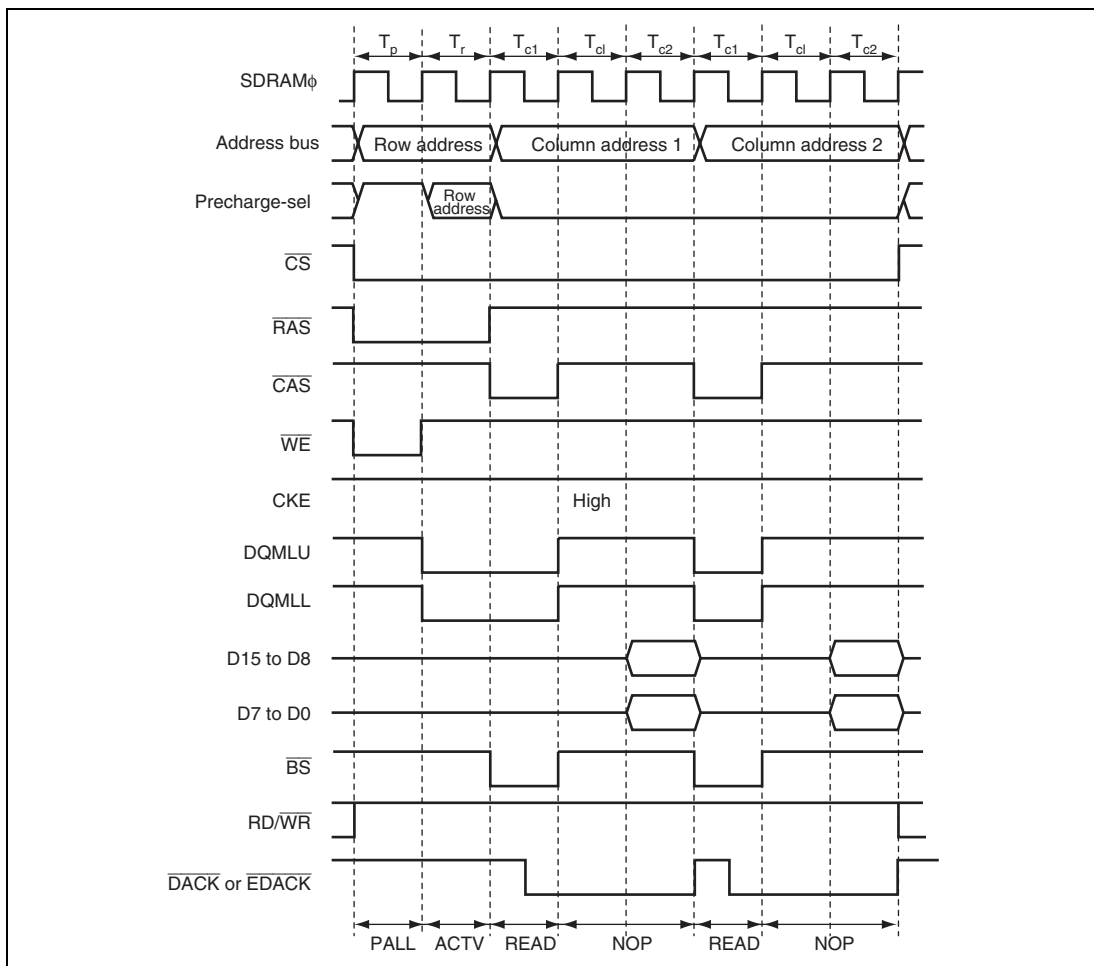 Tp Tr Tc1 Tcl Tc2 Tc1 Tcl Tc2
SDRAMϕ
Address bus Row address Column address 1 Column address 2
Precharge-sel Row
address
CS
RAS
CAS
WE
CKE High
DQMLU
DQMLL
D15 to D8
D7 to D0
BS
RD/WR
DACK or EDACK
PALL ACTV READ NOP READ NOP